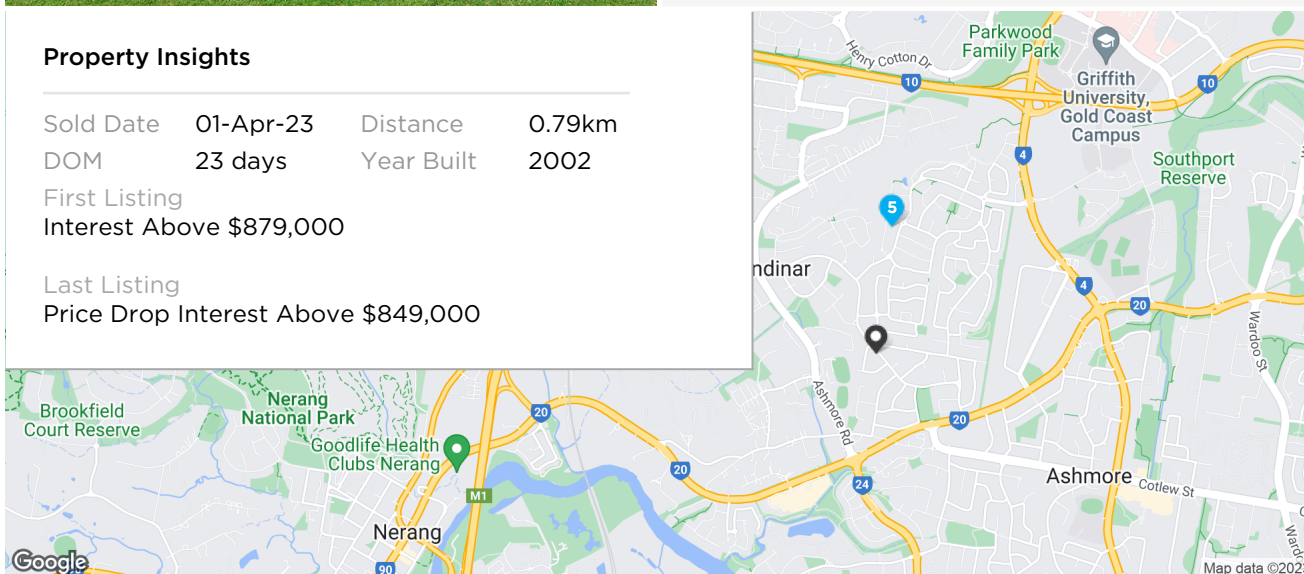 Property Insights
Sold Date 01-Apr-23 Distance 0.79km
DOM 23 days Year Built 2002
First Listing
Interest Above $879,000
Last Listing
Price Drop Interest Above $849,000
Henry Cotton Dr
Parkwood
Family Park
10
Griffith
University,
Gold Coast
Campus
10
4
Southport
Reserve
5
ndinar
4
20
Wardoo St
Ashmore Rd
Brookfield
Court Reserve
Nerang
National Park
20
Goodlife Health
Clubs Nerang
20
20
24
Ashmore
Cotlew St
M1
Nerang
90
Google
Map data ©202